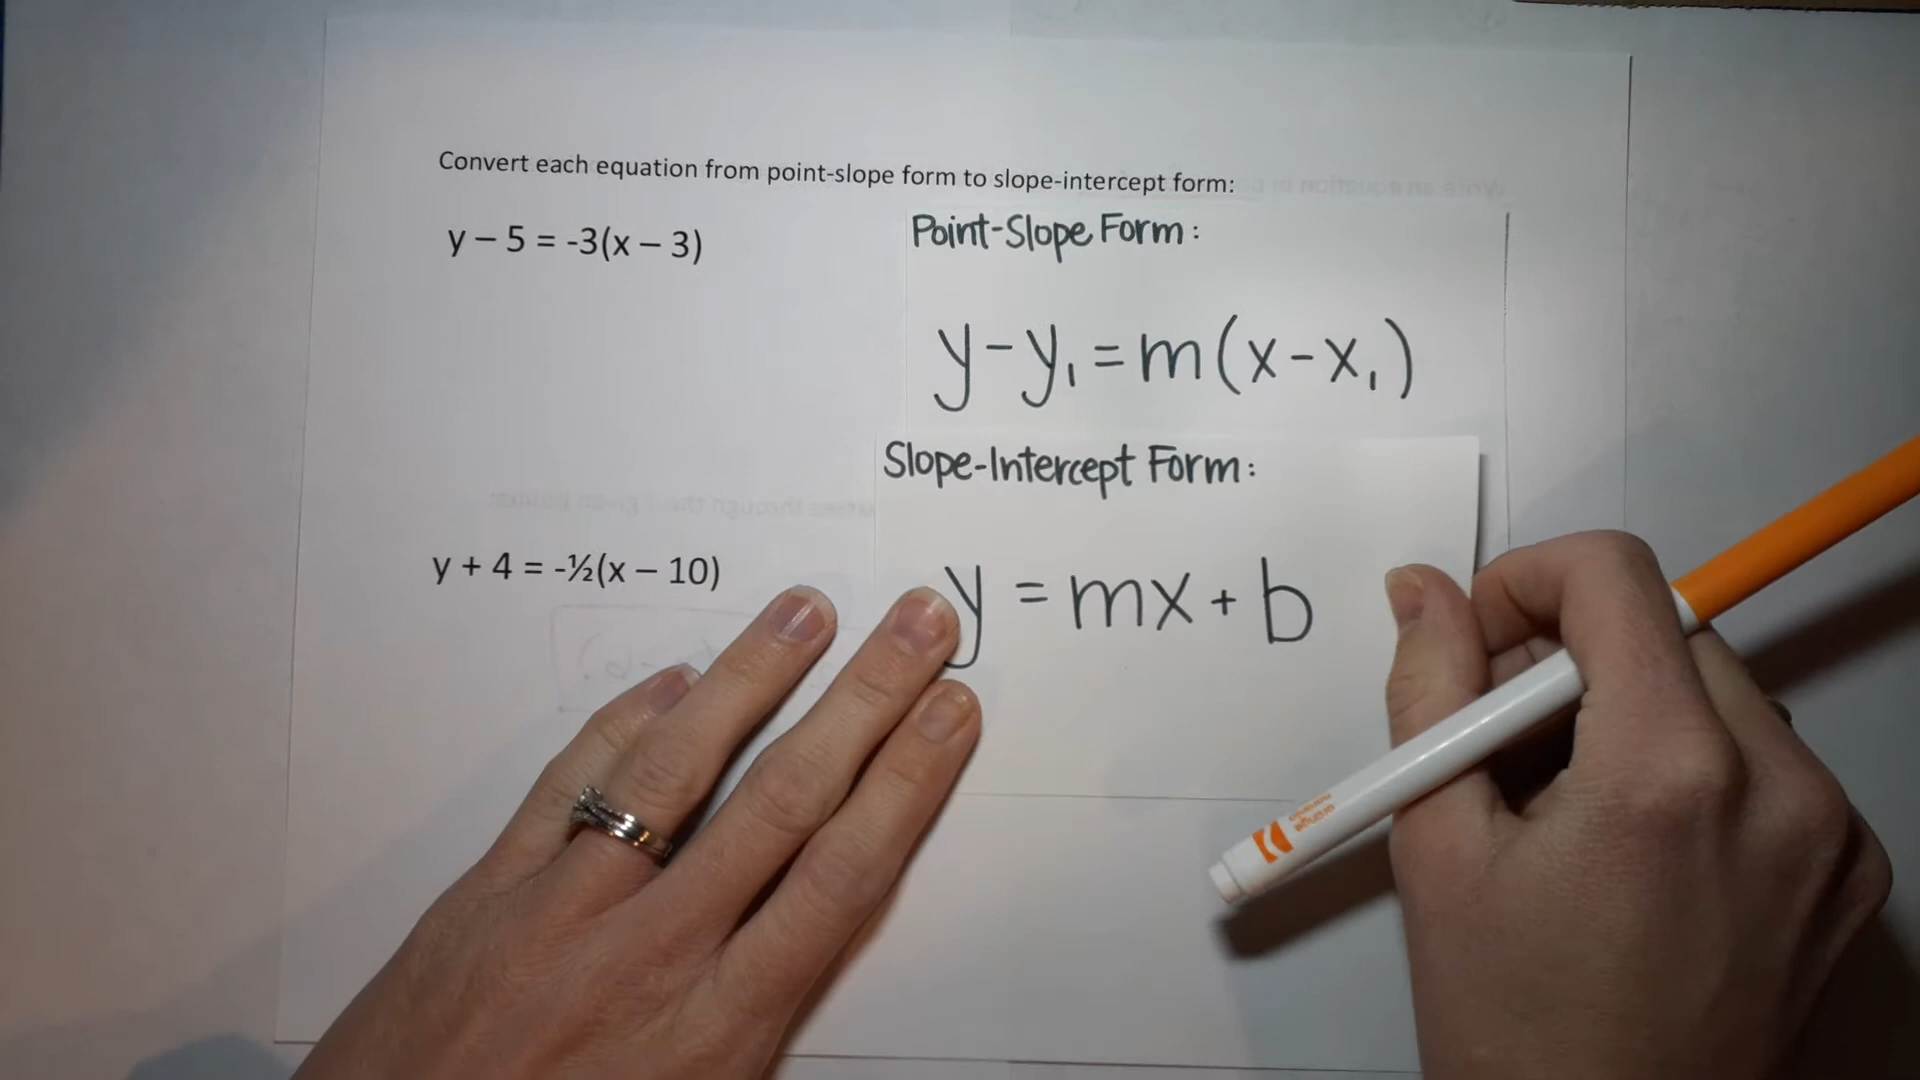 Convert each equation from point-slope form to slope-intercept form:
y – 5 = -3(x – 3)
Point-Slope Form:
y-y₁=m(x-x₁)
Slope-Intercept Form:
y + 4 = -½(x – 10)
y = mx + b
orange